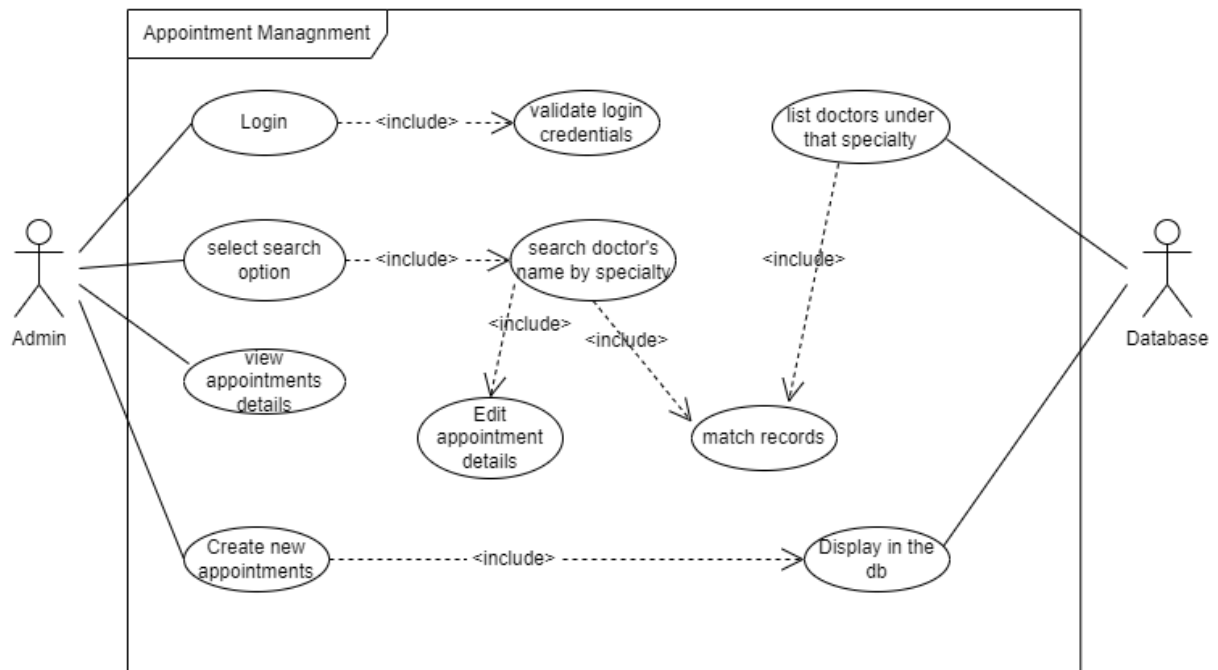 Appointment Managnment
Login
<include>
validate login
credentials
list doctors under
that specialty
select search
option
<include>
search doctor's
name by specialty
<include>
Admin
Database
<include>
<include>
view
appointments
details
Edit
appointment
details
match records
Create new
appointments
<include>
Display in the
db